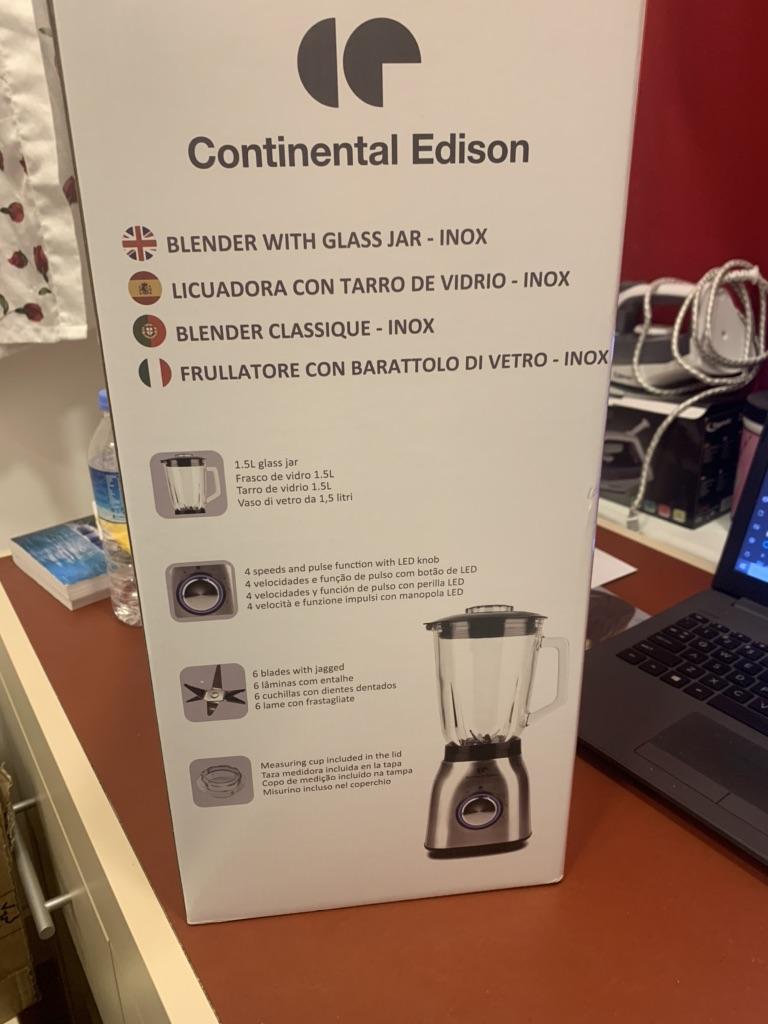 Continental Edison
BLENDER WITH GLASS JAR - INOX
LICUADORA CON TARRO DE VIDRIO - INOX
BLENDER CLASSIQUE - INOX
FRULLATORE CON BARATTOLO DI VETRO - INOX
1.5L glass jar
Frasco de vidro 1.5L
Tarro de vidrio 1.5L
Vaso di vetro da 1,5 litri
4 speeds and pulse function with LED knob
4 velocidades e função de pulso com botão de LED
4 velocidades y función de pulso con perilla LED
4 velocità e funzione impulsi con manopola LED
6 blades with jagged
6 lâminas com entalhe
6 cuchillas con dientes dentados
6 lame con frastagliate
Measuring cup included in the lid
Taza medidora incluida en la tapa
Copo de medição incluído na tampa
Misurino incluso nel coperchio